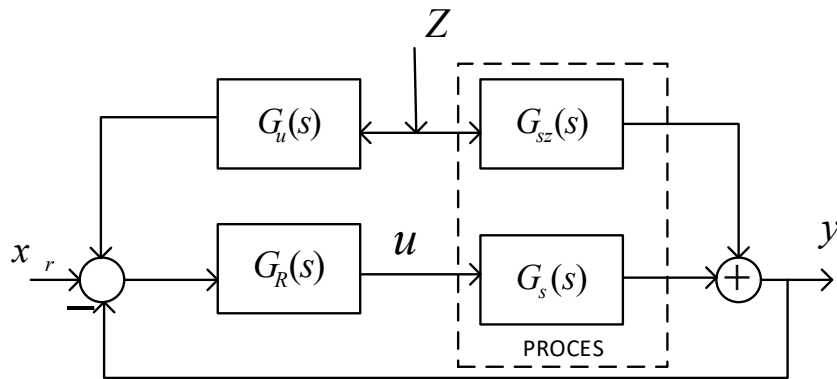 Z
G_u(s)
G_sz(s)
x_r
G_R(s)
u
G_s(s)
+
y
−
PROCES